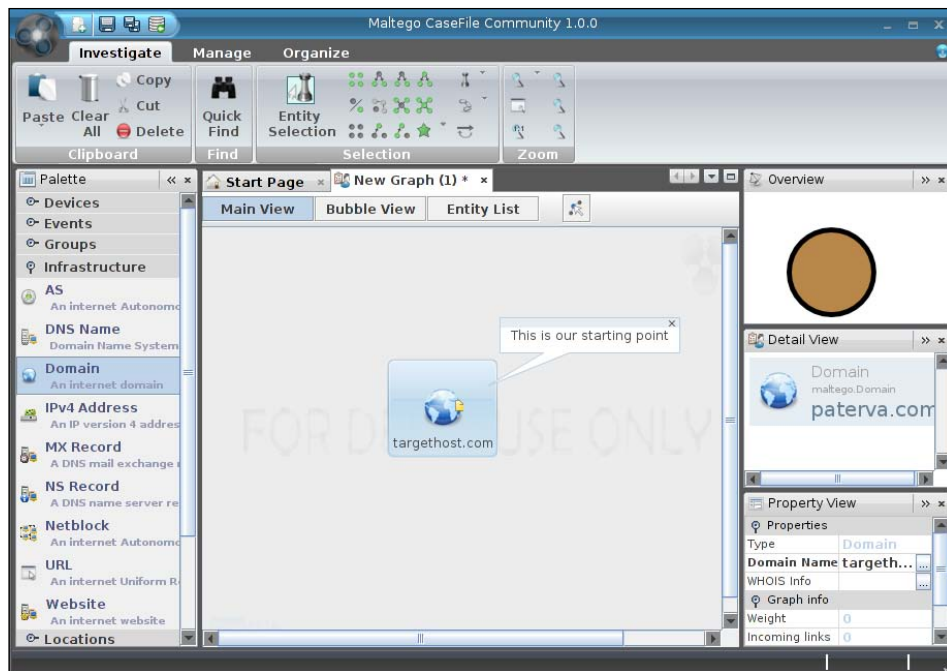 Maltego CaseFile Community 1.0.0
Investigate Manage Organize
Paste
Clear All
Copy
Cut
Delete
Clipboard
Quick Find
Find
Entity Selection
Selection
Zoom
Palette
Devices
Events
Groups
Infrastructure
AS
An internet Autonomo
DNS Name
Domain Name System
Domain
An internet domain
IPv4 Address
An IP version 4 addres
MX Record
A DNS mail exchange
NS Record
A DNS name server re
Netblock
An internet Autonomo
URL
An internet Uniform R
Website
An internet website
Locations
Start Page
New Graph (1) *
Main View Bubble View Entity List
This is our starting point
targethost.com
FOR DE USE ONLY
Overview
Detail View
Domain
maltego.Domain
paterva.com
Property View
Properties
Type Domain
Domain Name targeth... ...
WHOIS Info ...
Graph info
Weight 0
Incoming links 0